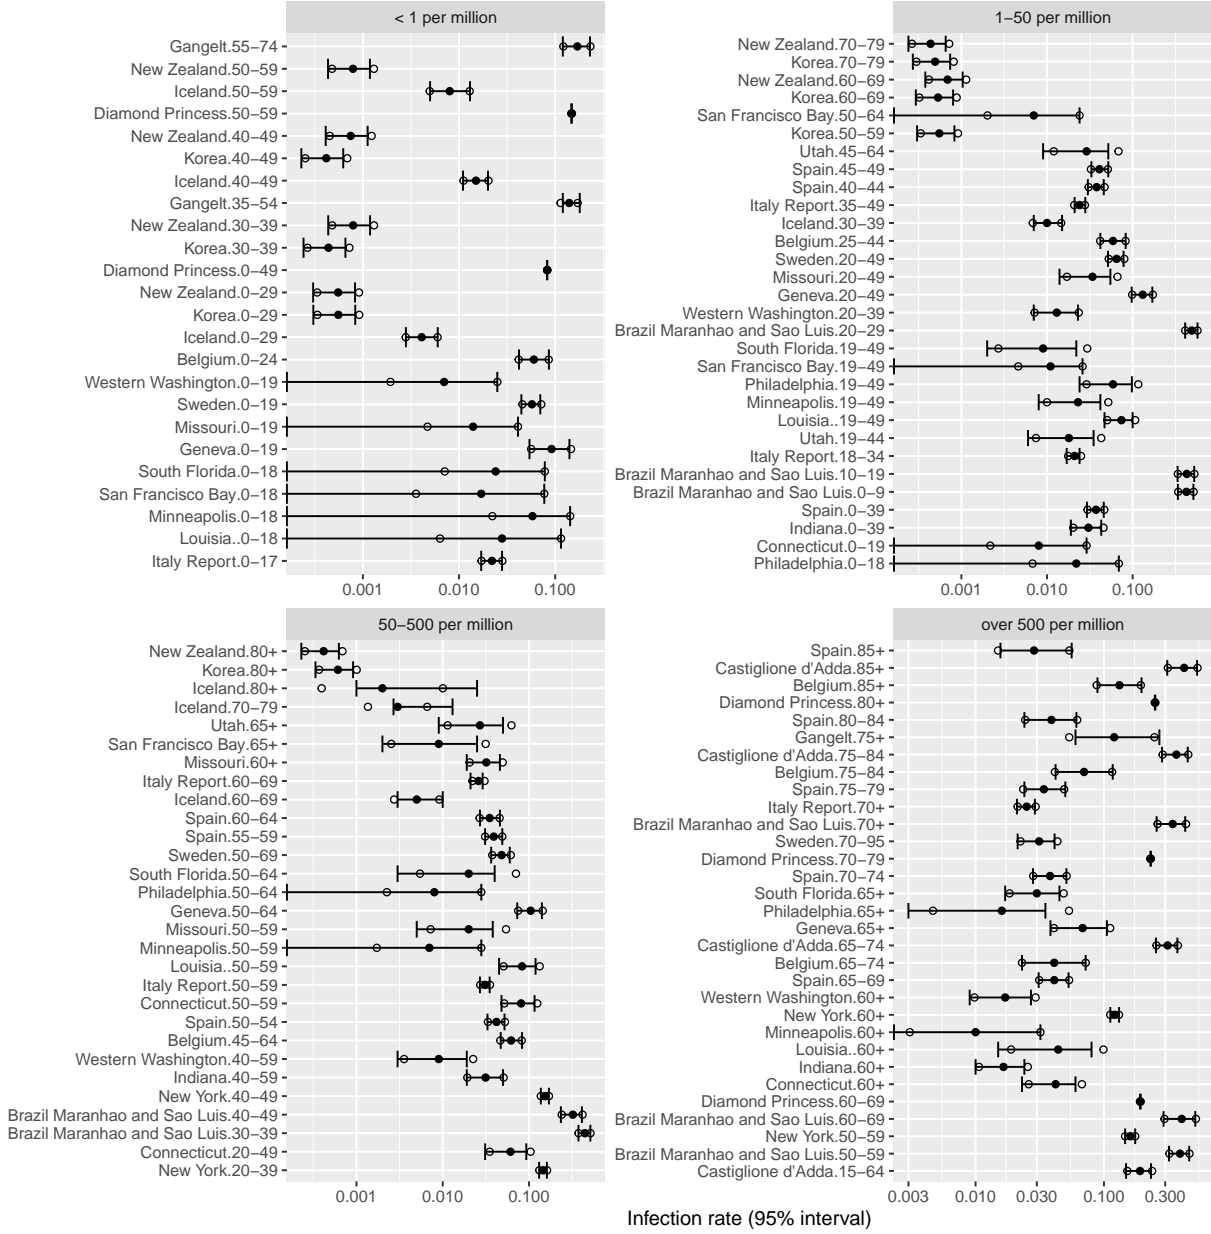 < 1 per million
Gangelt.55−74
New Zealand.50−59
Iceland.50−59
Diamond Princess.50−59
New Zealand.40−49
Korea.40−49
Iceland.40−49
Gangelt.35−54
New Zealand.30−39
Korea.30−39
Diamond Princess.0−49
New Zealand.0−29
Korea.0−29
Iceland.0−29
Belgium.0−24
Western Washington.0−19
Sweden.0−19
Missouri.0−19
Geneva.0−19
South Florida.0−18
San Francisco Bay.0−18
Minneapolis.0−18
Louisia..0−18
Italy Report.0−17
0.001 0.010 0.100
1−50 per million
New Zealand.70−79
Korea.70−79
New Zealand.60−69
Korea.60−69
San Francisco Bay.50−64
Korea.50−59
Utah.45−64
Spain.45−49
Spain.40−44
Italy Report.35−49
Iceland.30−39
Belgium.25−44
Sweden.20−49
Missouri.20−49
Geneva.20−49
Western Washington.20−39
Brazil Maranhao and Sao Luis.20−29
South Florida.19−49
San Francisco Bay.19−49
Philadelphia.19−49
Minneapolis.19−49
Louisia..19−49
Utah.19−44
Italy Report.18−34
Brazil Maranhao and Sao Luis.10−19
Brazil Maranhao and Sao Luis.0−9
Spain.0−39
Indiana.0−39
Connecticut.0−19
Philadelphia.0−18
0.001 0.010 0.100
50−500 per million
New Zealand.80+
Korea.80+
Iceland.80+
Iceland.70−79
Utah.65+
San Francisco Bay.65+
Missouri.60+
Italy Report.60−69
Iceland.60−69
Spain.60−64
Spain.55−59
Sweden.50−69
South Florida.50−64
Philadelphia.50−64
Geneva.50−64
Missouri.50−59
Minneapolis.50−59
Louisia..50−59
Italy Report.50−59
Connecticut.50−59
Spain.50−54
Belgium.45−64
Western Washington.40−59
Indiana.40−59
New York.40−49
Brazil Maranhao and Sao Luis.40−49
Brazil Maranhao and Sao Luis.30−39
Connecticut.20−49
New York.20−39
0.001 0.010 0.100
over 500 per million
Spain.85+
Castiglione d'Adda.85+
Belgium.85+
Diamond Princess.80+
Spain.80−84
Gangelt.75+
Castiglione d'Adda.75−84
Belgium.75−84
Spain.75−79
Italy Report.70+
Brazil Maranhao and Sao Luis.70+
Sweden.70−95
Diamond Princess.70−79
Spain.70−74
South Florida.65+
Philadelphia.65+
Geneva.65+
Castiglione d'Adda.65−74
Belgium.65−74
Spain.65−69
Western Washington.60+
New York.60+
Minneapolis.60+
Louisia..60+
Indiana.60+
Connecticut.60+
Diamond Princess.60−69
Brazil Maranhao and Sao Luis.60−69
New York.50−59
Brazil Maranhao and Sao Luis.50−59
Castiglione d'Adda.15−64
0.003 0.010 0.030 0.100 0.300
Infection rate (95% interval)